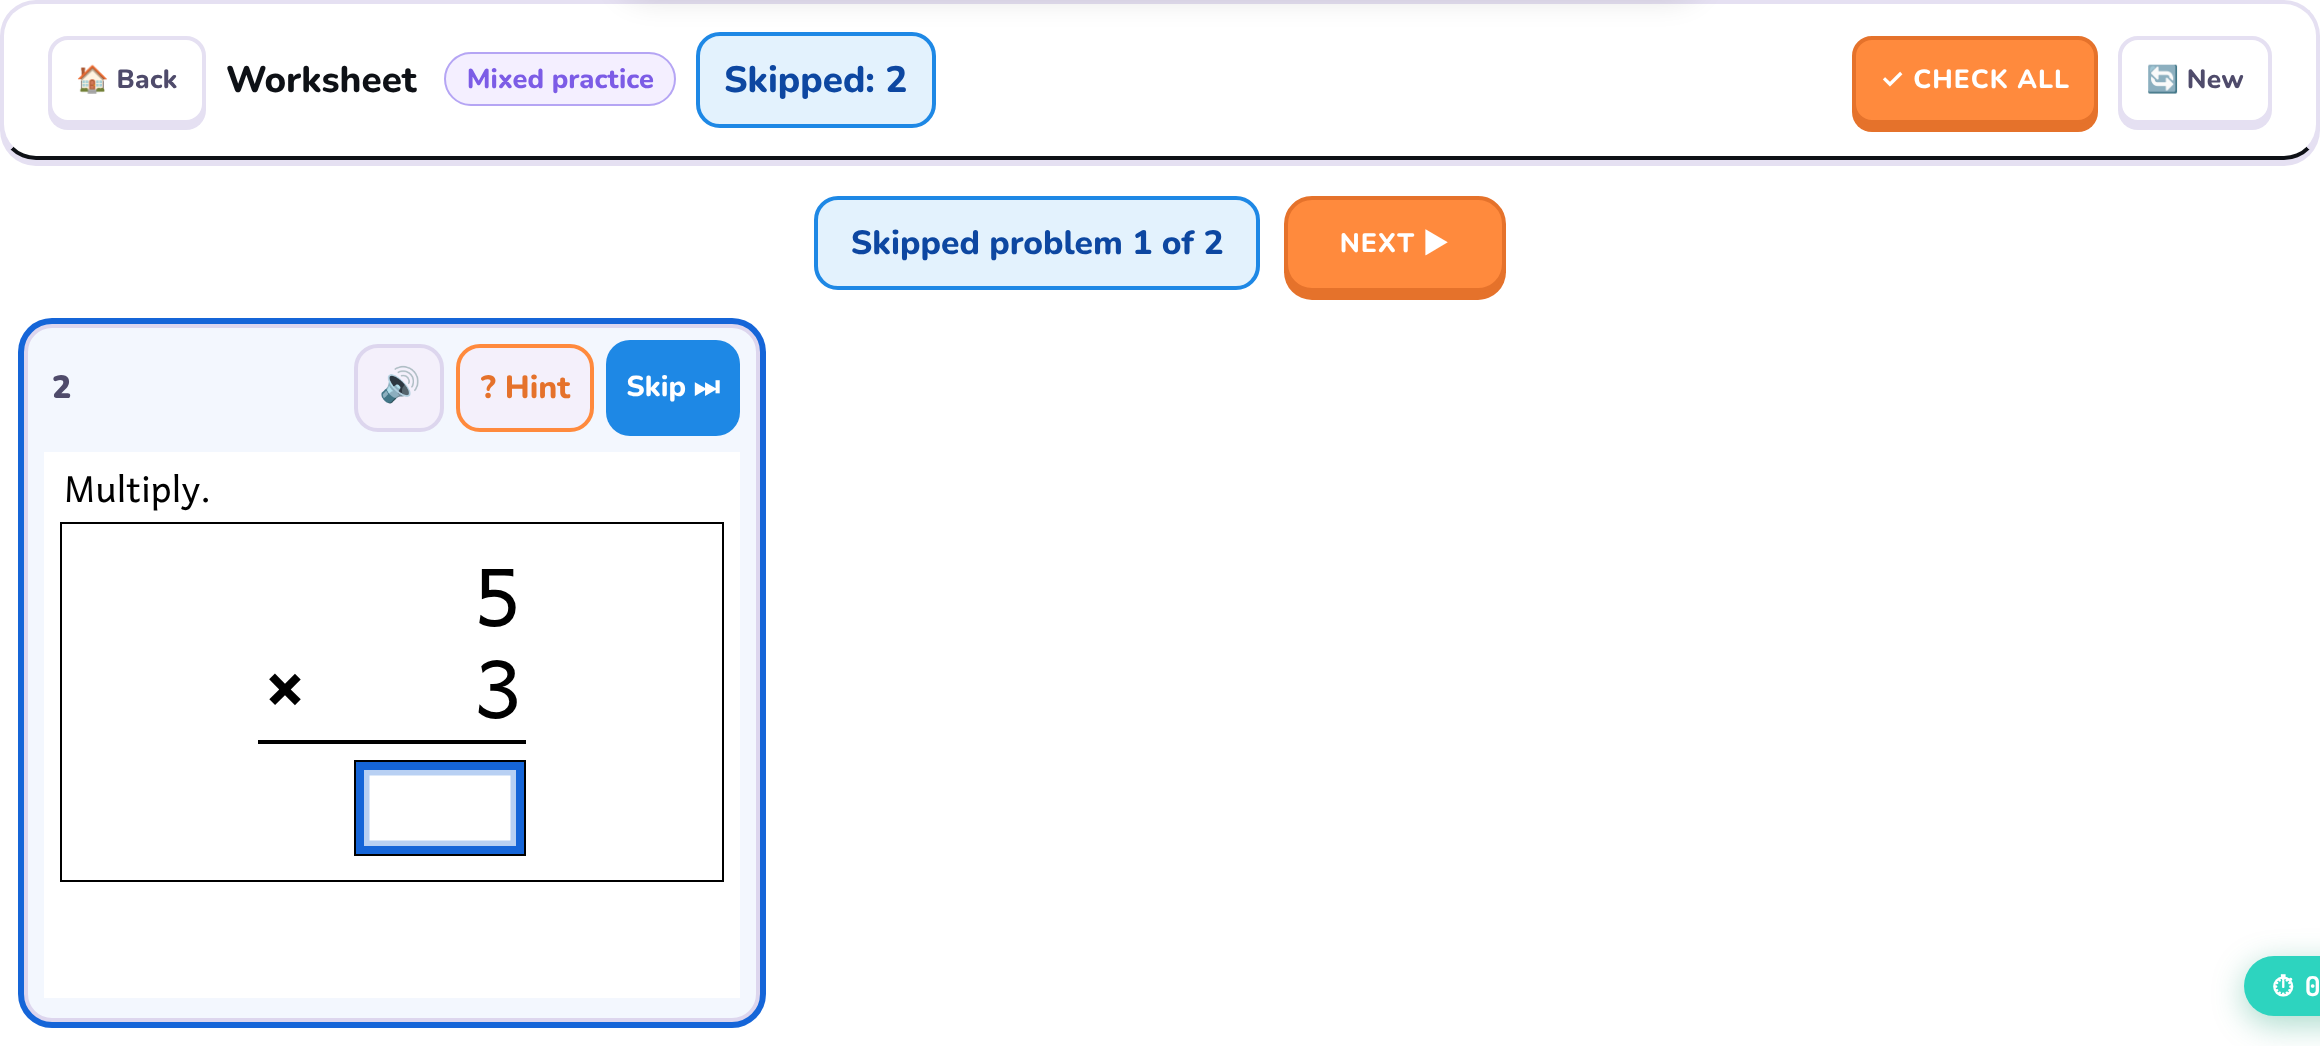 🏠 Back Worksheet Mixed practice Skipped: 2 ✓ CHECK ALL 🔄 New
Skipped problem 1 of 2 NEXT ▶
2 🔊 ? Hint Skip ⏭
Multiply.
5
× 3
⏱ 0